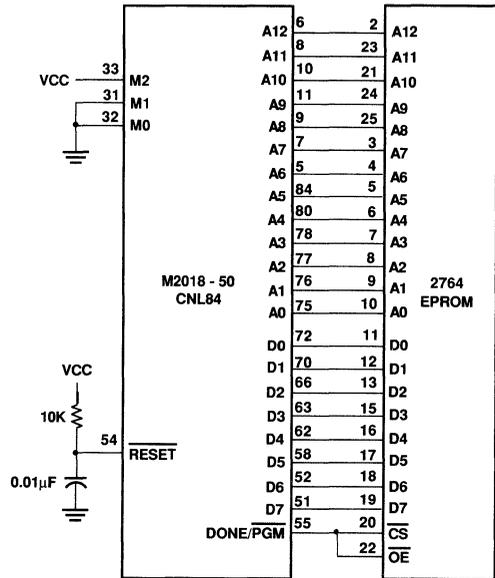 A12 6 2 A12
A11 8 23 A11
VCC 33 M2 A10 10 21 A10
31 M1 A9 11 24 A9
32 M0 A8 9 25 A8
A7 7 3 A7
A6 5 4 A6
A5 84 5 A5
A4 80 6 A4
A3 78 7 A3
A2 77 8 A2
M2018 - 50 A1 76 9 A1 2764
CNL84 A0 75 10 A0 EPROM
D0 72 11 D0
VCC D1 70 12 D1
D2 66 13 D2
10K D3 63 15 D3
54 RESET D4 62 16 D4
D5 58 17 D5
0.01µF D6 52 18 D6
D7 51 19 D7
DONE/PGM 55 20 CS
22 OE